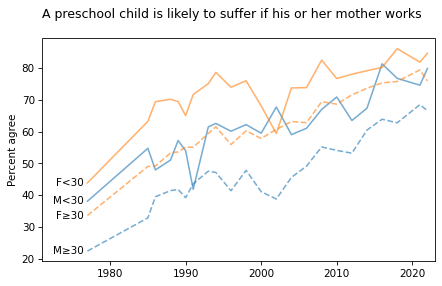 A preschool child is likely to suffer if his or her mother works
Percent agree
80
70
60
50
40
30
20
F<30
M<30
F≥30
M≥30
1980
1990
2000
2010
2020